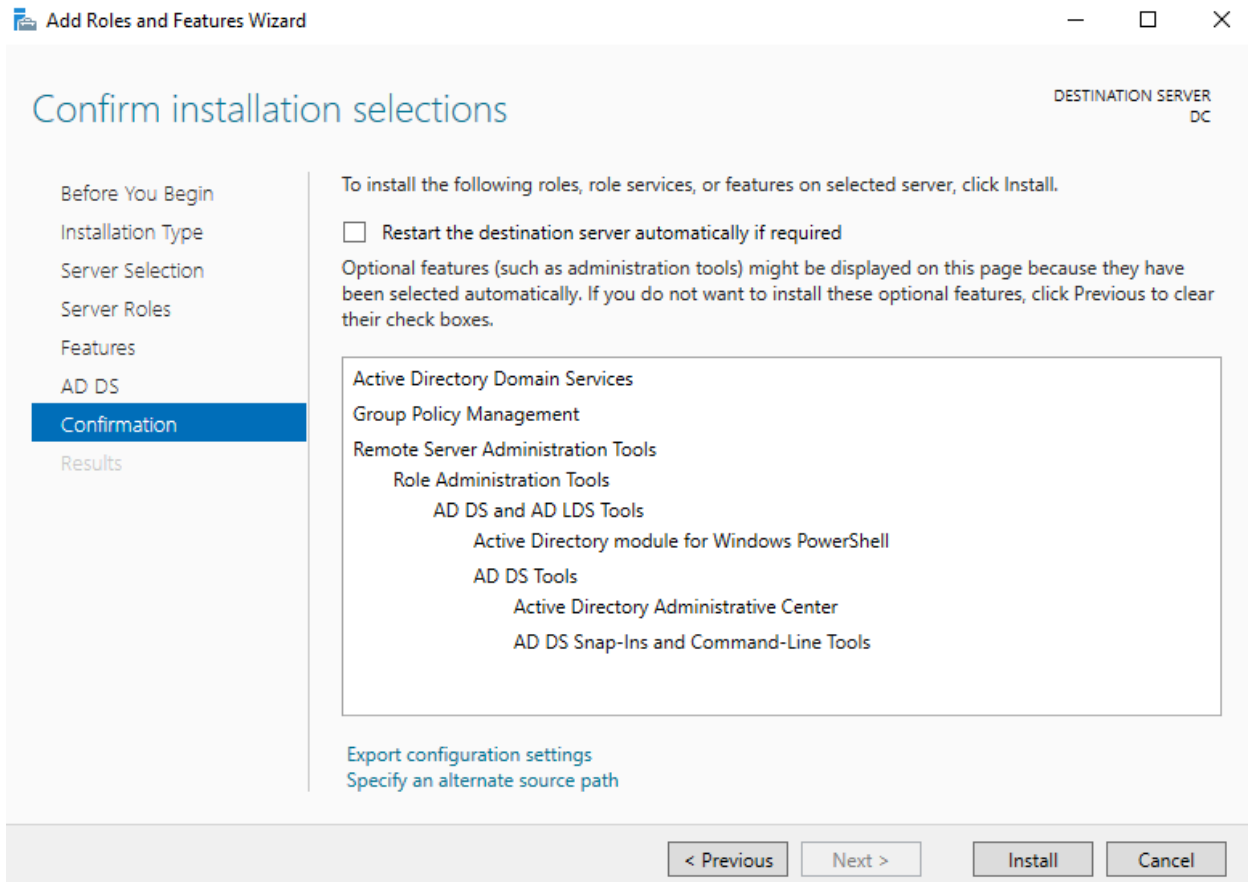 Add Roles and Features Wizard
Confirm installation selections
DESTINATION SERVER
DC
Before You Begin
Installation Type
Server Selection
Server Roles
Features
AD DS
Confirmation
Results
To install the following roles, role services, or features on selected server, click Install.
Restart the destination server automatically if required
Optional features (such as administration tools) might be displayed on this page because they have
been selected automatically. If you do not want to install these optional features, click Previous to clear
their check boxes.
Active Directory Domain Services
Group Policy Management
Remote Server Administration Tools
Role Administration Tools
AD DS and AD LDS Tools
Active Directory module for Windows PowerShell
AD DS Tools
Active Directory Administrative Center
AD DS Snap-Ins and Command-Line Tools
Export configuration settings
Specify an alternate source path
< Previous
Next >
Install
Cancel